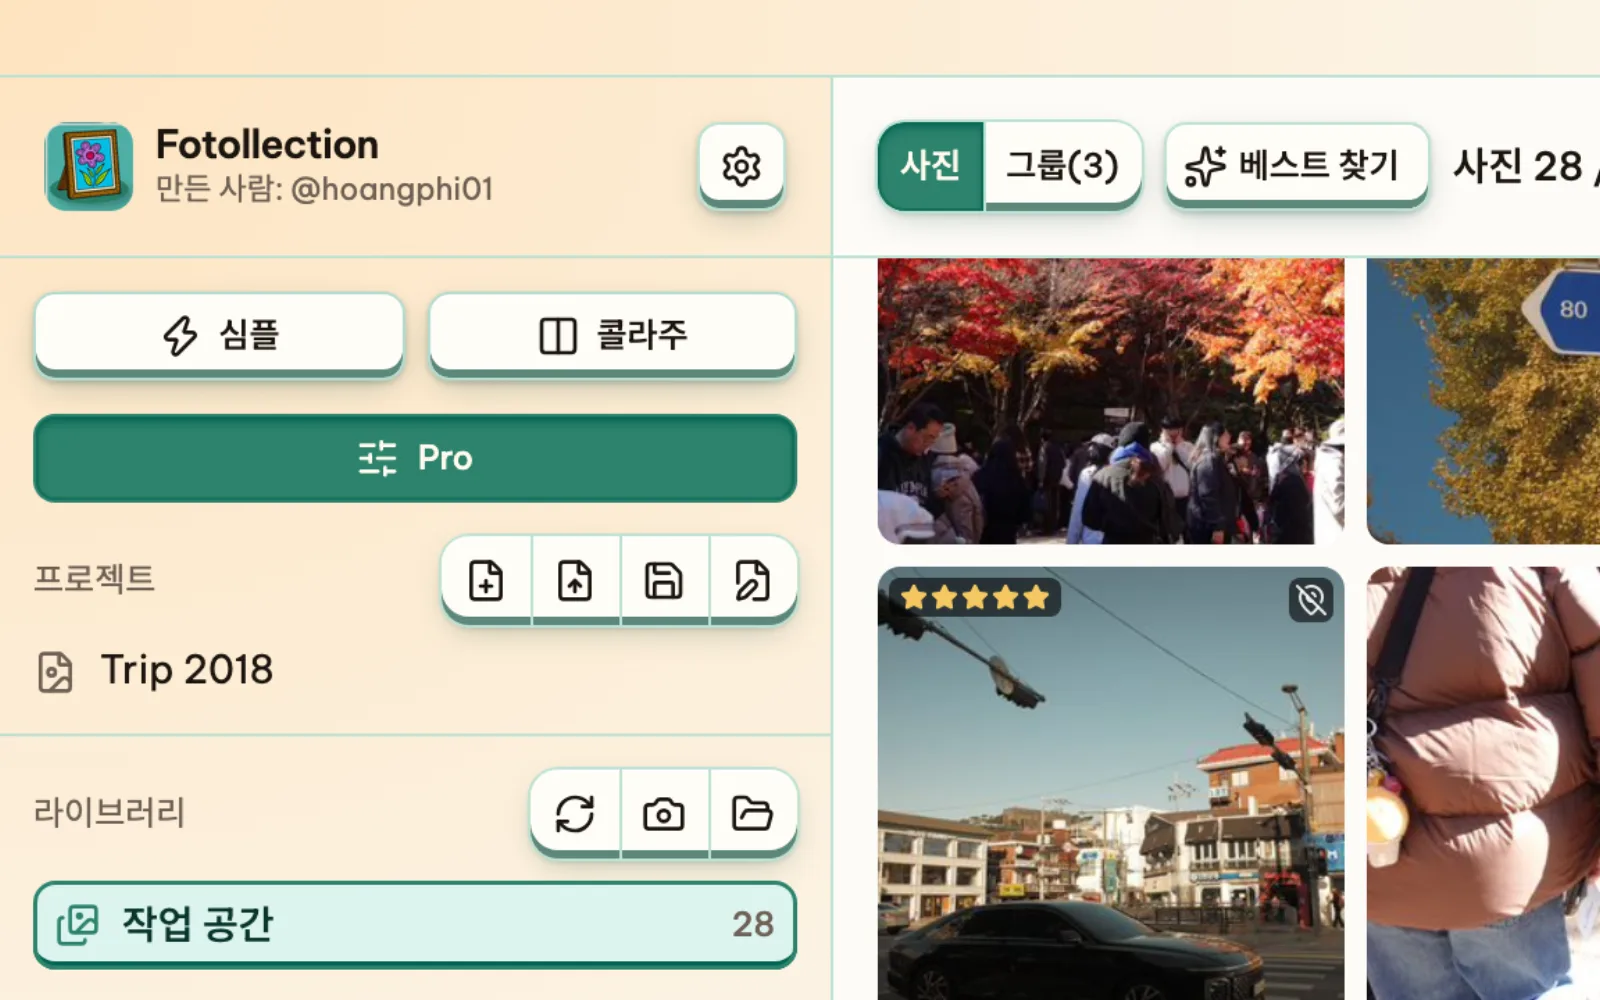 Fotollection
만든 사람: @hoangphi01
사진
그룹(3)
베스트 찾기
사진 28 /
심플
콜라주
Pro
프로젝트
Trip 2018
라이브러리
작업 공간
28
80